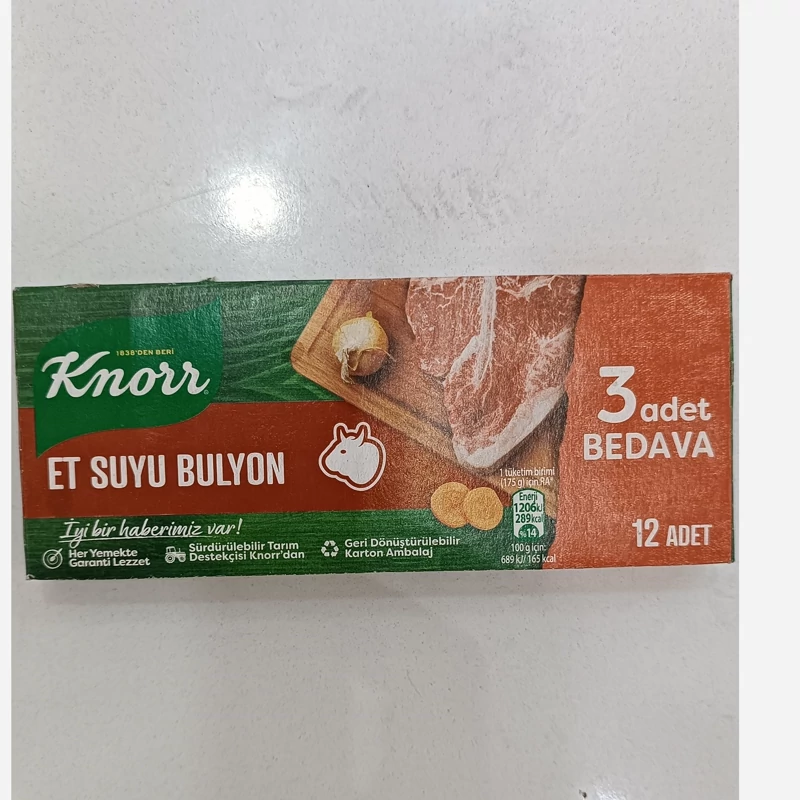 1838'DEN BERİ
Knorr
ET SUYU BULYON
İyi bir haberimiz var!
Her Yemekte
Garanti Lezzet
Sürdürülebilir Tarım
Destekçisi Knorr'dan
Geri Dönüştürülebilir
Karton Ambalaj
1 tüketim birimi
(175 g) için RA*
Enerji
1206kJ
289kcal
%14
100 g için:
689 kJ/ 165 kcal
3 adet
BEDAVA
12 ADET